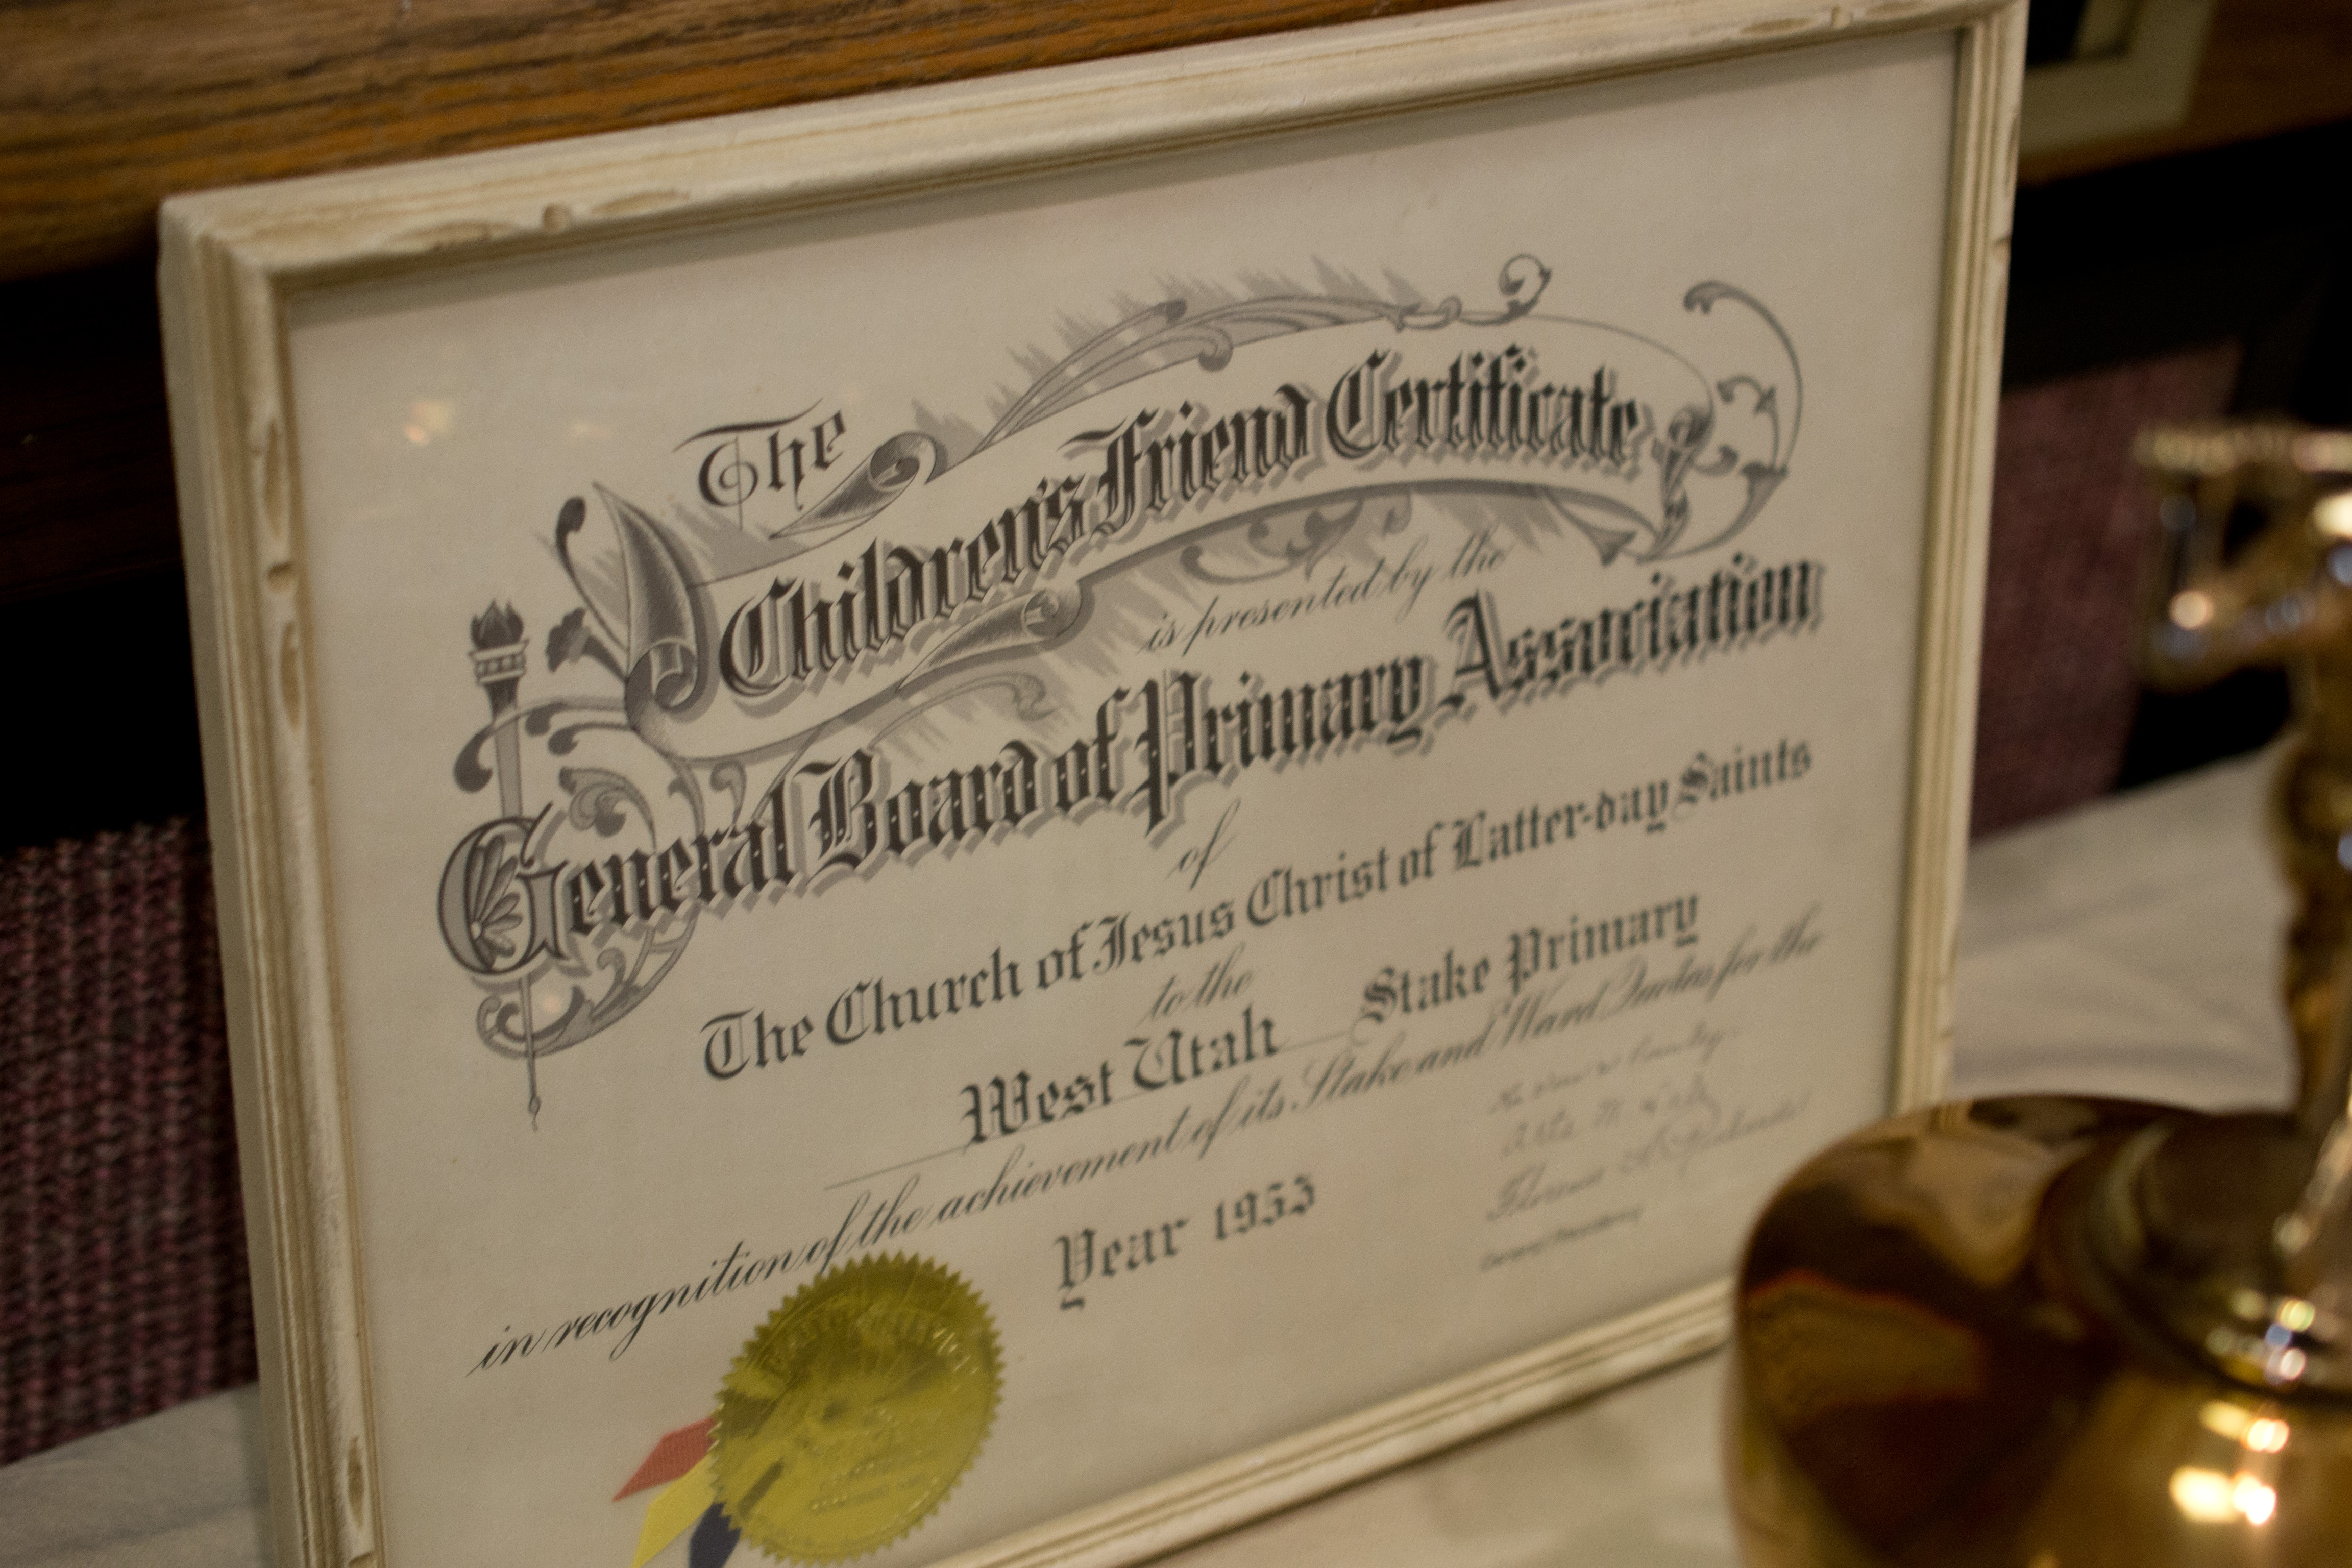 The
Children's Friend Certificate
is presented by the
General Board of Primary Association
of
The Church of Jesus Christ of Latter-day Saints
to the
West Utah Stake Primary
in recognition of the achievement of its Stake and Ward Quotas for the
Year 1953